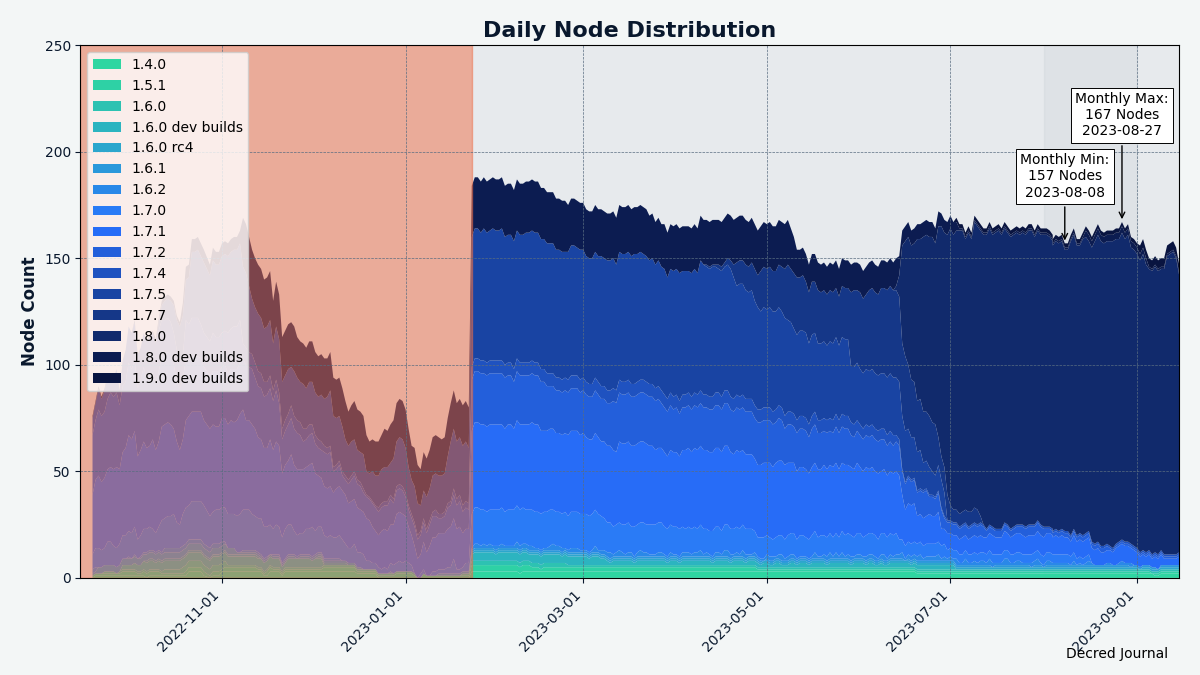 Daily Node Distribution
Node Count
250
200
150
100
50
0
1.4.0
1.5.1
1.6.0
1.6.0 dev builds
1.6.0 rc4
1.6.1
1.6.2
1.7.0
1.7.1
1.7.2
1.7.4
1.7.5
1.7.7
1.8.0
1.8.0 dev builds
1.9.0 dev builds
Monthly Max:
167 Nodes
2023-08-27
Monthly Min:
157 Nodes
2023-08-08
2022-11-01
2023-01-01
2023-03-01
2023-05-01
2023-07-01
2023-09-01
Decred Journal